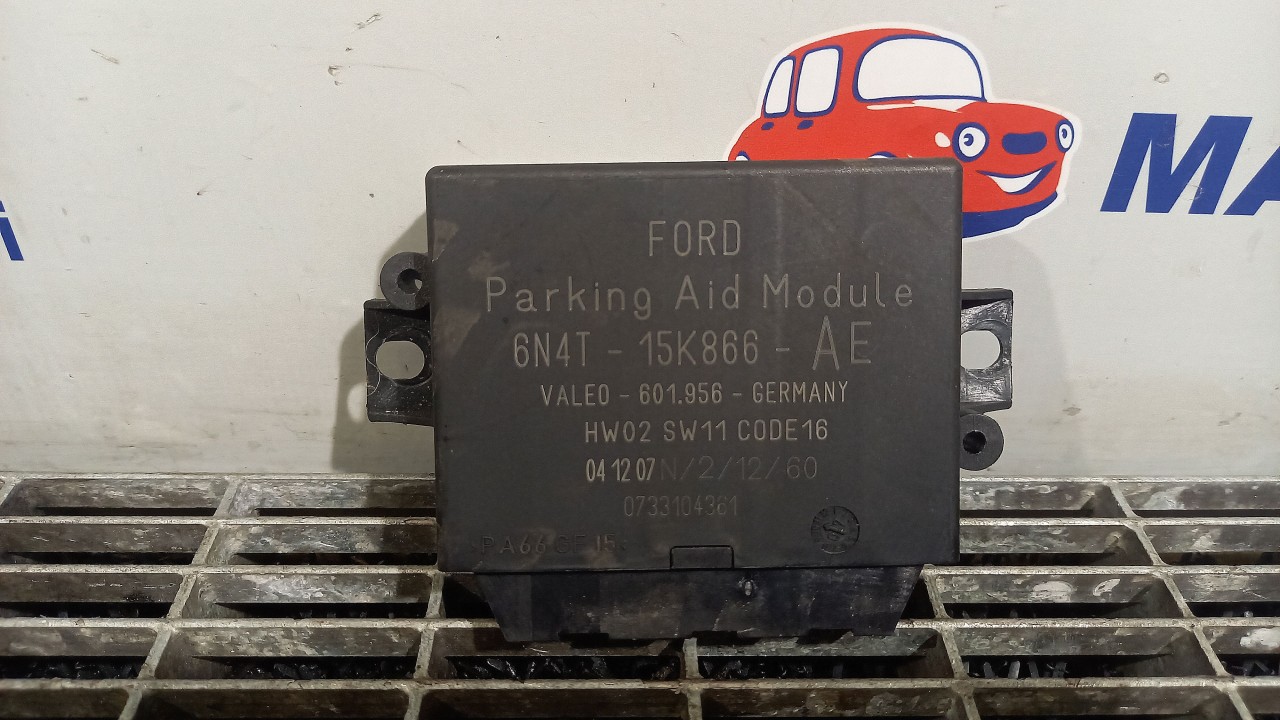 MA
FORD
Parking Aid Module
6N4T - 15K866 - AE
VALEO - 601.956 - GERMANY
HW02 SW11 CODE16
04 12 07 N/2/12/60
0733104361